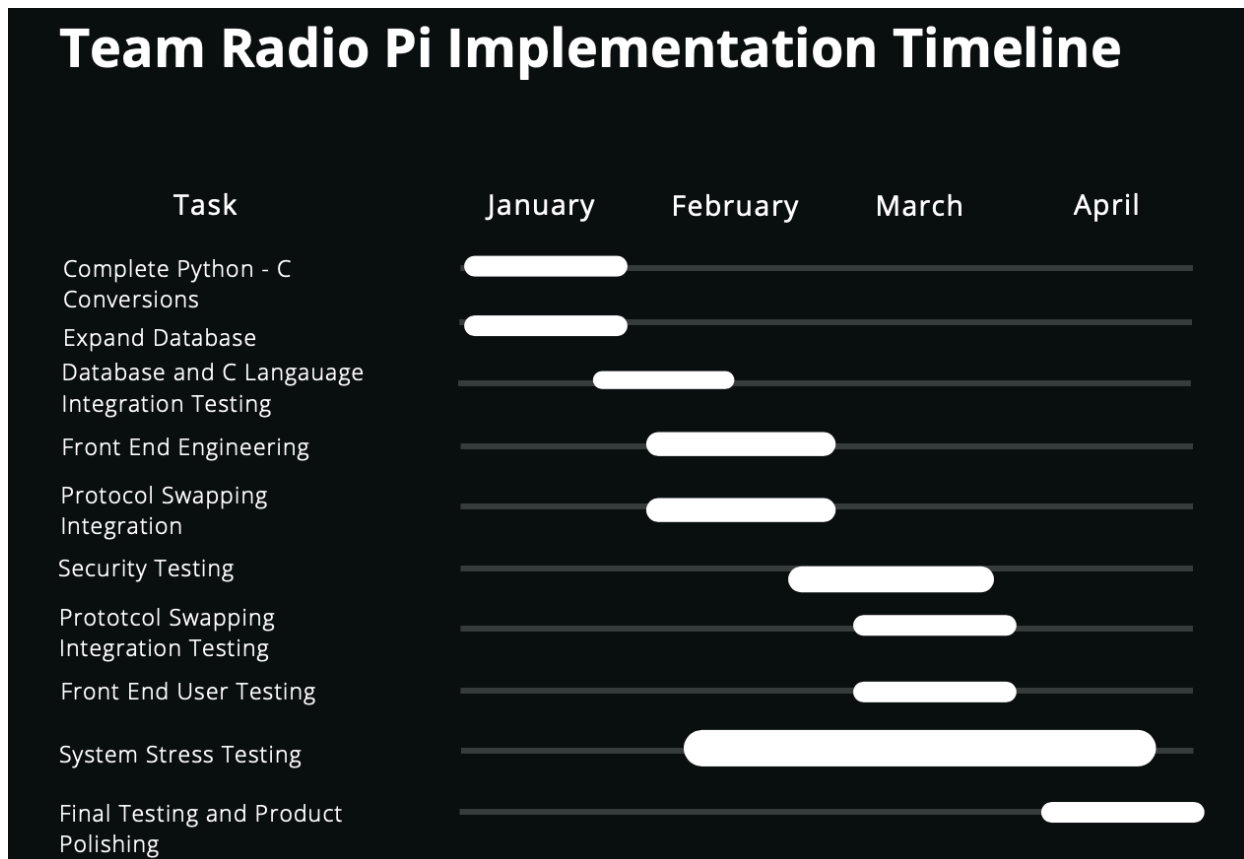 Team Radio Pi Implementation Timeline
Task January February March April
Complete Python - C
Conversions
Expand Database
Database and C Langauage
Integration Testing
Front End Engineering
Protocol Swapping
Integration
Security Testing
Prototcol Swapping
Integration Testing
Front End User Testing
System Stress Testing
Final Testing and Product
Polishing